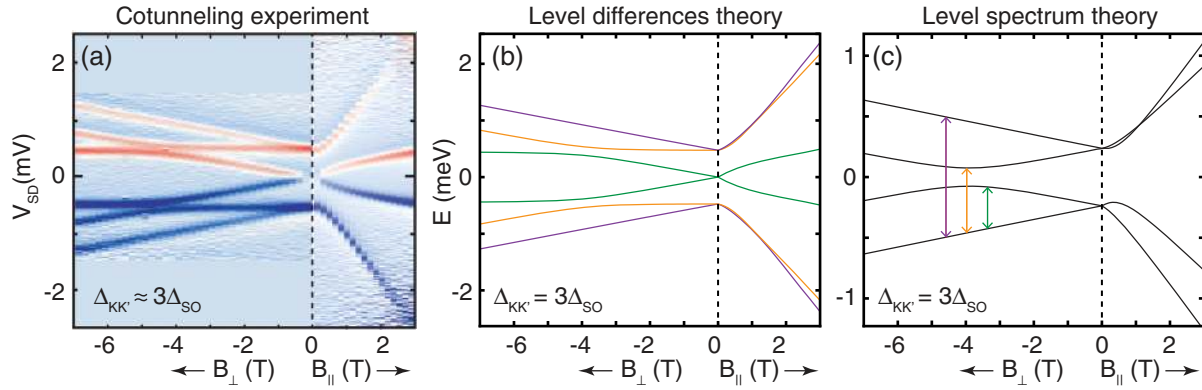 Cotunneling experiment
Level differences theory
Level spectrum theory
(a)
V_SD (mV)
2
0
-2
Δ_KK' ≈ 3Δ_SO
-6 -4 -2 0 2
← B_⊥ (T) B_|| (T) →
(b)
E (meV)
2
0
-2
Δ_KK' = 3Δ_SO
-6 -4 -2 0 2
← B_⊥ (T) B_|| (T) →
(c)
1
0
-1
Δ_KK' = 3Δ_SO
-6 -4 -2 0 2
← B_⊥ (T) B_|| (T) →